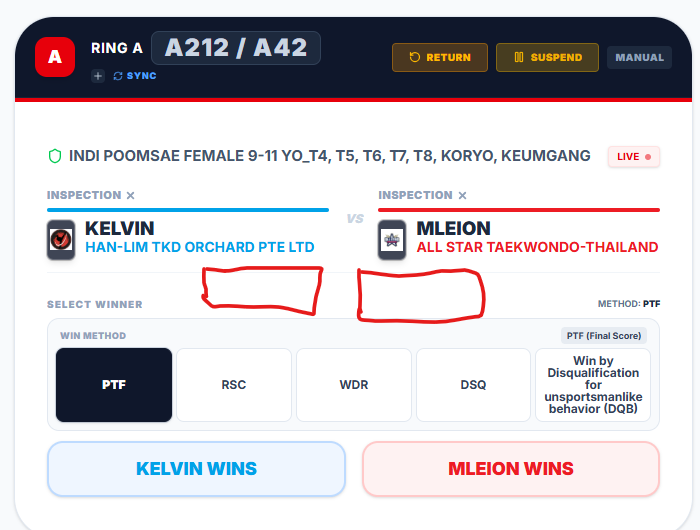 A
RING A
A212 / A42
+
SYNC
RETURN
SUSPEND
MANUAL
INDI POOMSAE FEMALE 9-11 YO_T4, T5, T6, T7, T8, KORYO, KEUMGANG
LIVE
INSPECTION ✕
INSPECTION ✕
VS
KELVIN
HAN-LIM TKD ORCHARD PTE LTD
MLEION
ALL STAR TAEKWONDO-THAILAND
SELECT WINNER
METHOD: PTF
WIN METHOD
PTF (Final Score)
PTF
RSC
WDR
DSQ
Win by
Disqualification
for
unsportsmanlike
behavior (DQB)
KELVIN WINS
MLEION WINS